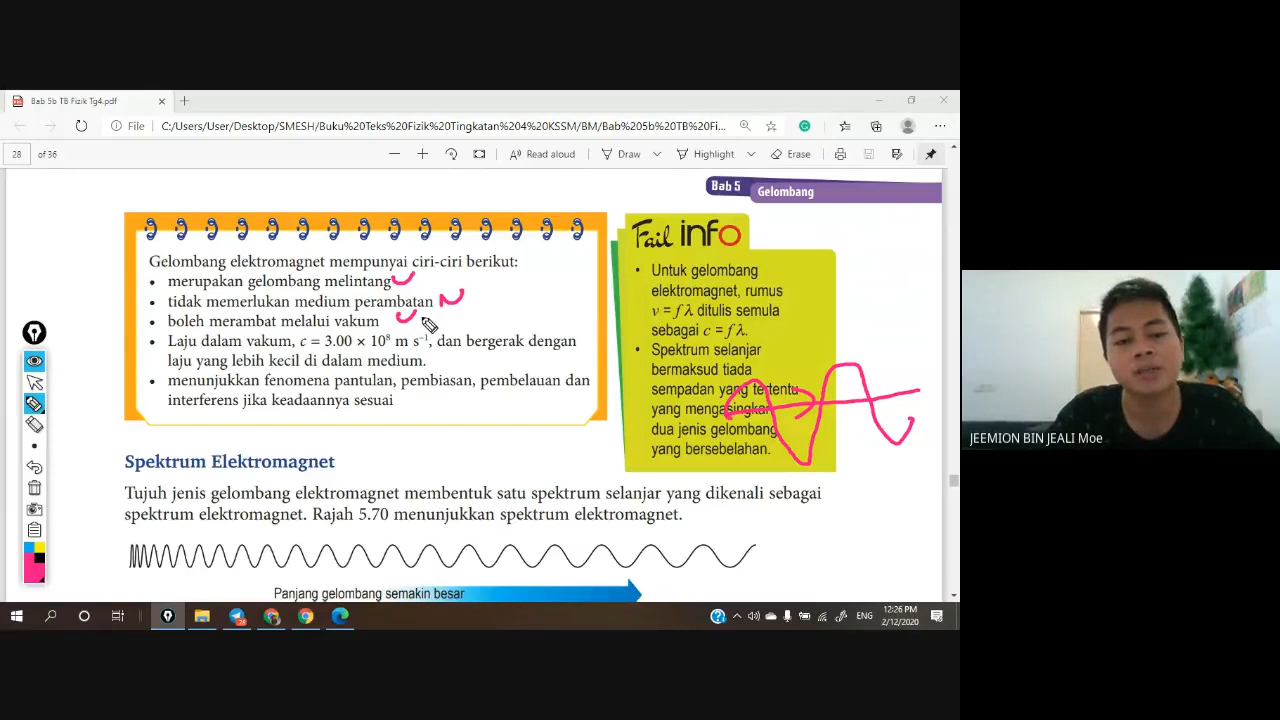 Bab 5b TB Fizik Tg4.pdf
File
C:/Users/User/Desktop/SMESH/Buku%20Teks%20Fizik%20Tingkatan%204%20KSSM/BM/Bab%205b%20TB%20Fi...
28 of 36
Read aloud
Draw
Highlight
Erase
Bab 5
Gelombang
Gelombang elektromagnet mempunyai ciri-ciri berikut:
• merupakan gelombang melintang
• tidak memerlukan medium perambatan
• boleh merambat melalui vakum
• Laju dalam vakum, c = 3.00 × 10⁸ m s⁻¹, dan bergerak dengan
laju yang lebih kecil di dalam medium.
• menunjukkan fenomena pantulan, pembiasan, pembelauan dan
interferens jika keadaannya sesuai
Fail info
• Untuk gelombang
elektromagnet, rumus
v = f λ ditulis semula
sebagai c = f λ.
• Spektrum selanjar
bermaksud tiada
sempadan yang tertentu
yang mengasingkan
dua jenis gelombang
yang bersebelahan.
Spektrum Elektromagnet
Tujuh jenis gelombang elektromagnet membentuk satu spektrum selanjar yang dikenali sebagai
spektrum elektromagnet. Rajah 5.70 menunjukkan spektrum elektromagnet.
Panjang gelombang semakin besar
JEEMION BIN JEALI Moe
28
ENG
12:26 PM
2/12/2020